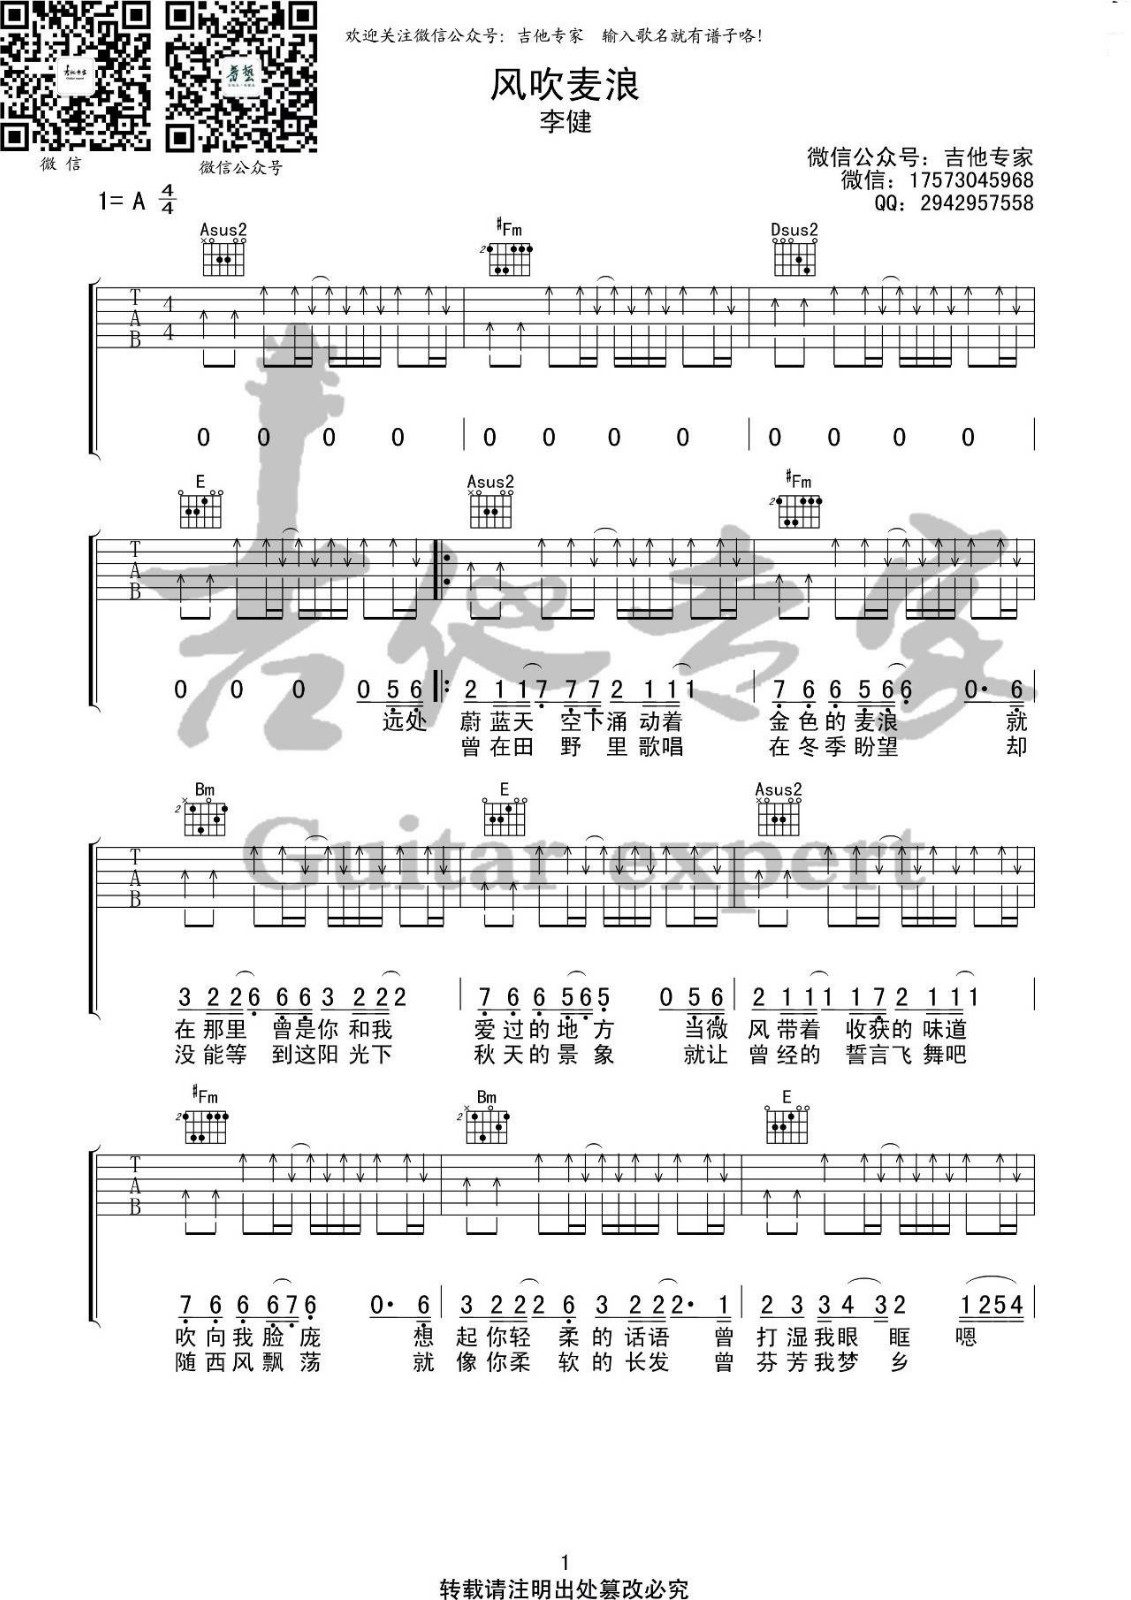 欢迎关注微信公众号：吉他专家　输入歌名就有谱子咯！
微信
微信公众号
风吹麦浪
李健
微信公众号：吉他专家
微信：17573045968
QQ：2942957558
1= A 4/4
Asus2 #Fm Dsus2
2
T A B 4 4
0 0 0 0 | 0 0 0 0 | 0 0 0 0 |
E Asus2 #Fm
2
T A B
0 0 0 0 5 6 2 1 1 7 7 7 2 1 1 1 7 6 6 5 6 6 0· 6
远处 蔚蓝天 空下涌 动着 金色的麦浪 就
曾在田 野里歌唱 在冬季盼望 却
Bm E Asus2
2
T A B
3 2 2 6 6 6 3 2 2 2 | 7 6 6 5 6 5 0 5 6 | 2 1 1 1 1 7 2 1 1 1 |
在那里 曾是你 和我 爱过的地方 当微 风带着 收获的 味道
没能等 到这阳 光下 秋天的景象 就让 曾经的 誓言飞 舞吧
#Fm Bm E
2 2
T A B
7 6 6 6 7 6 0· 6 | 3 2 2 2 6 3 2 2 2· 1 | 2 3 3 4 3 2 1 2 5 4 |
吹向我脸庞 想 起你轻 柔的话语 曾 打湿我眼 眶 嗯
随西风飘荡 就 像你柔 软的长发 曾 芬芳我梦 乡
吉他专家
Guitar expert
1
转载请注明出处篡改必究